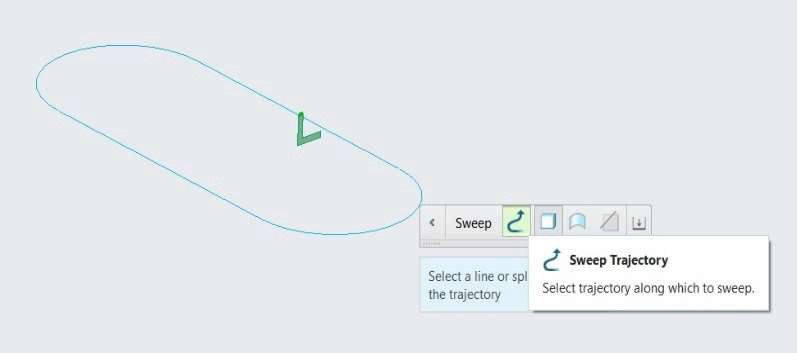 Sweep
Sweep Trajectory
Select trajectory along which to sweep.
Select a line or spl
the trajectory